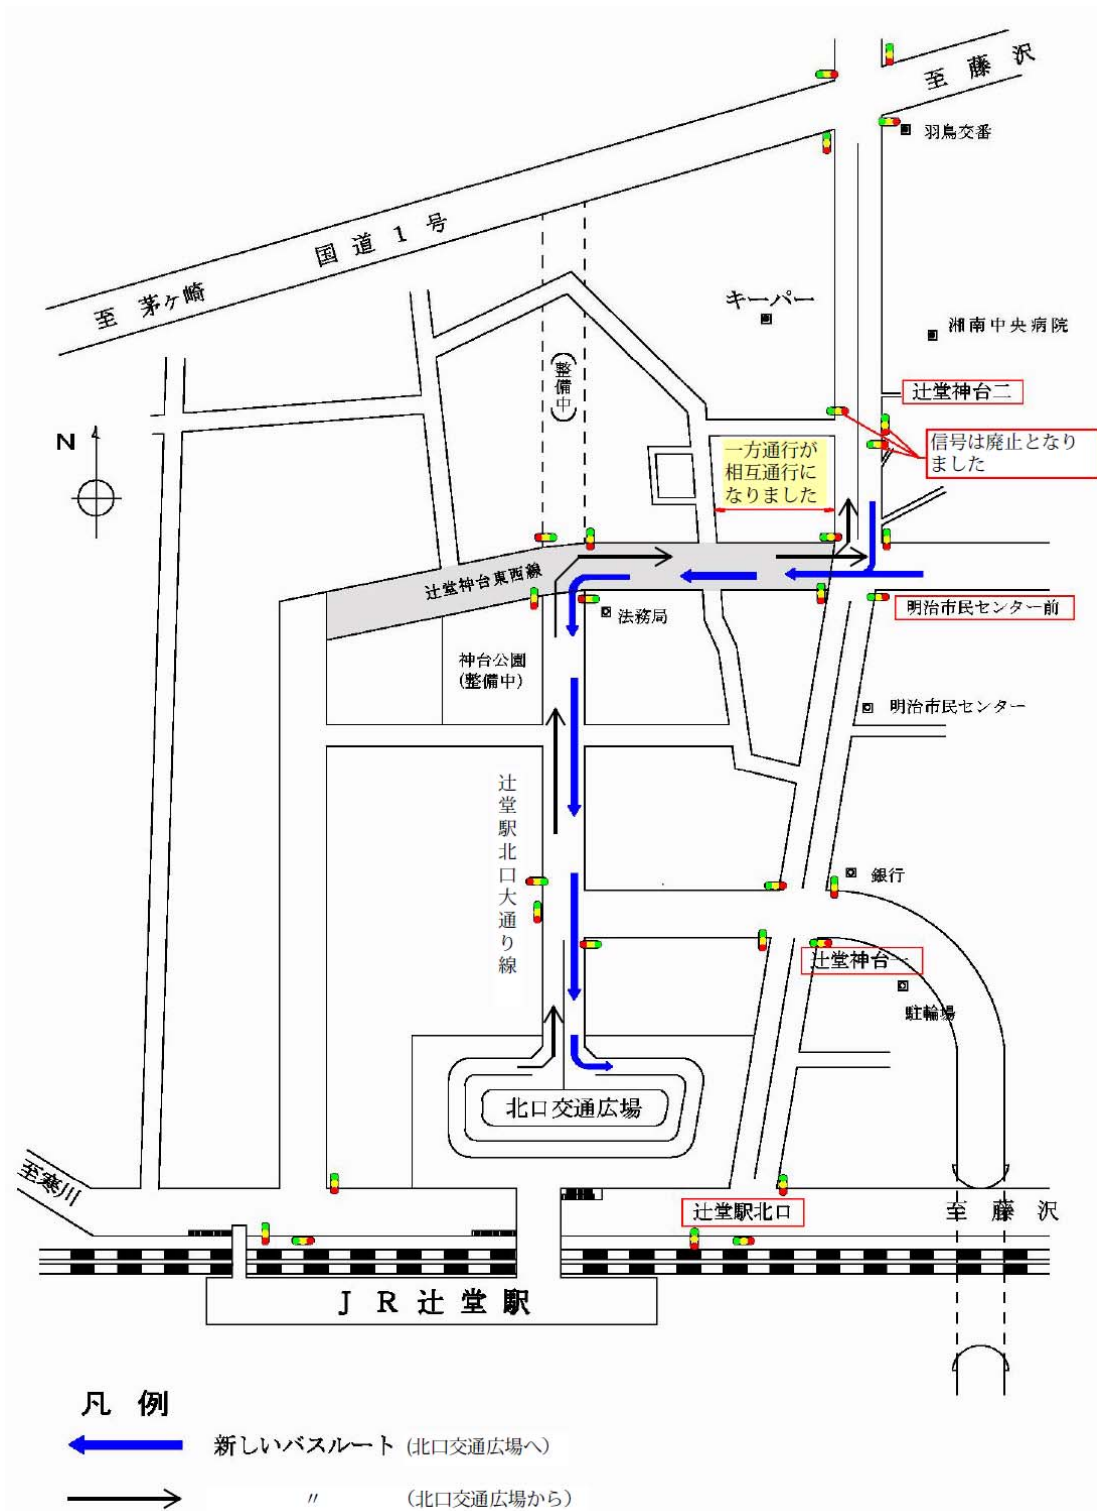 至 藤 沢
羽鳥交番
国 道 1 号
至 茅ヶ崎
キーパー
湘南中央病院
(整備中)
辻堂神台二
N
信号は廃止となり
ました
一方通行が
相互通行に
なりました
辻堂神台東西線
法務局
明治市民センター前
神台公園
(整備中)
明治市民センター
辻堂駅北口大通り線
銀行
辻堂神台一
駐輪場
北口交通広場
至寒川
辻堂駅北口
至 藤 沢
J R 辻 堂 駅
凡 例
新しいバスルート (北口交通広場へ)
〃 (北口交通広場から)